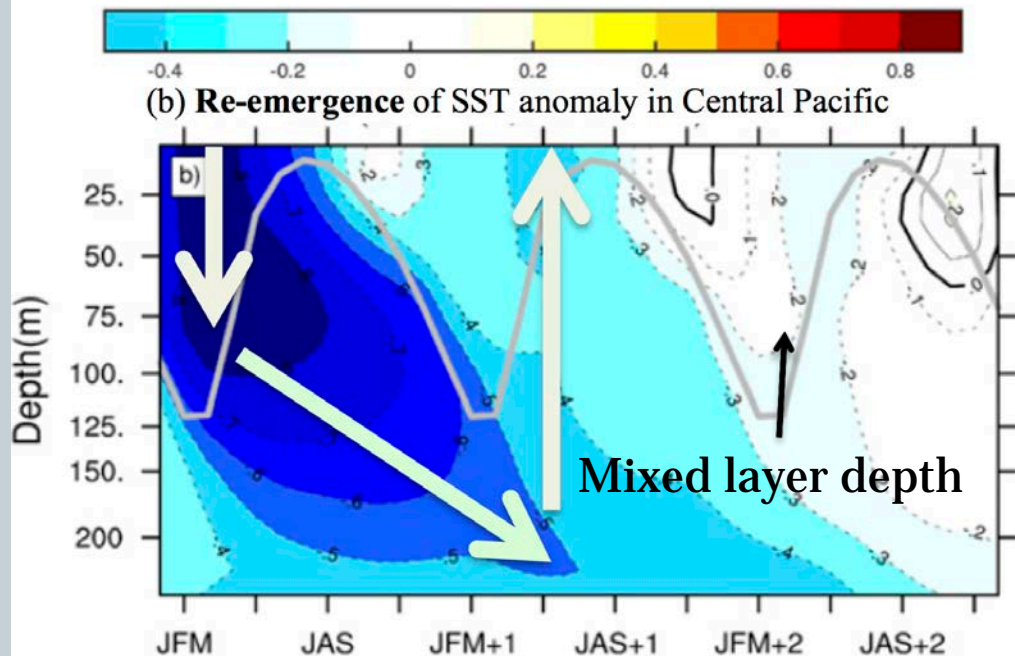 -0.4 -0.2 0 0.2 0.4 0.6 0.8
(b) Re-emergence of SST anomaly in Central Pacific
b)
25.
50.
75.
100.
125.
150.
200
Depth(m)
Mixed layer depth
JFM JAS JFM+1 JAS+1 JFM+2 JAS+2